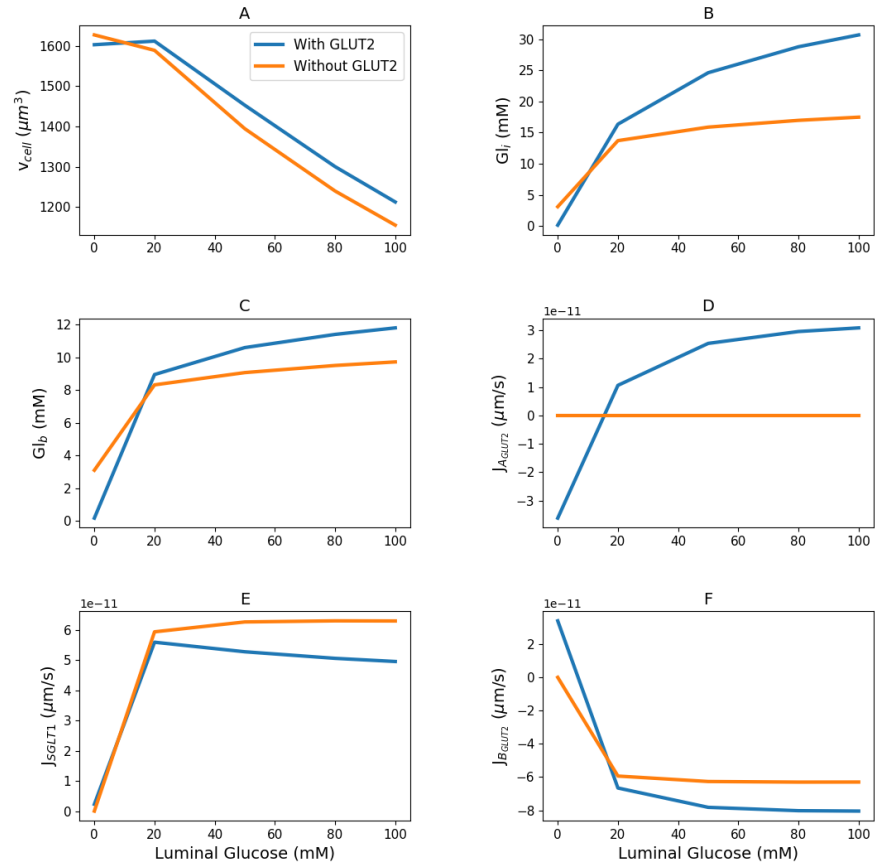 A
v_cell (μm³)
1600
1500
1400
1300
1200
0 20 40 60 80 100
With GLUT2
Without GLUT2
B
Gl_i (mM)
30
25
20
15
10
5
0
0 20 40 60 80 100
C
Gl_b (mM)
12
10
8
6
4
2
0
0 20 40 60 80 100
D
1e−11
J_A_GLUT2 (μm/s)
3
2
1
0
−1
−2
−3
0 20 40 60 80 100
E
1e−11
J_SGLT1 (μm/s)
6
5
4
3
2
1
0
0 20 40 60 80 100
Luminal Glucose (mM)
F
1e−11
J_B_GLUT2 (μm/s)
2
0
−2
−4
−6
−8
0 20 40 60 80 100
Luminal Glucose (mM)